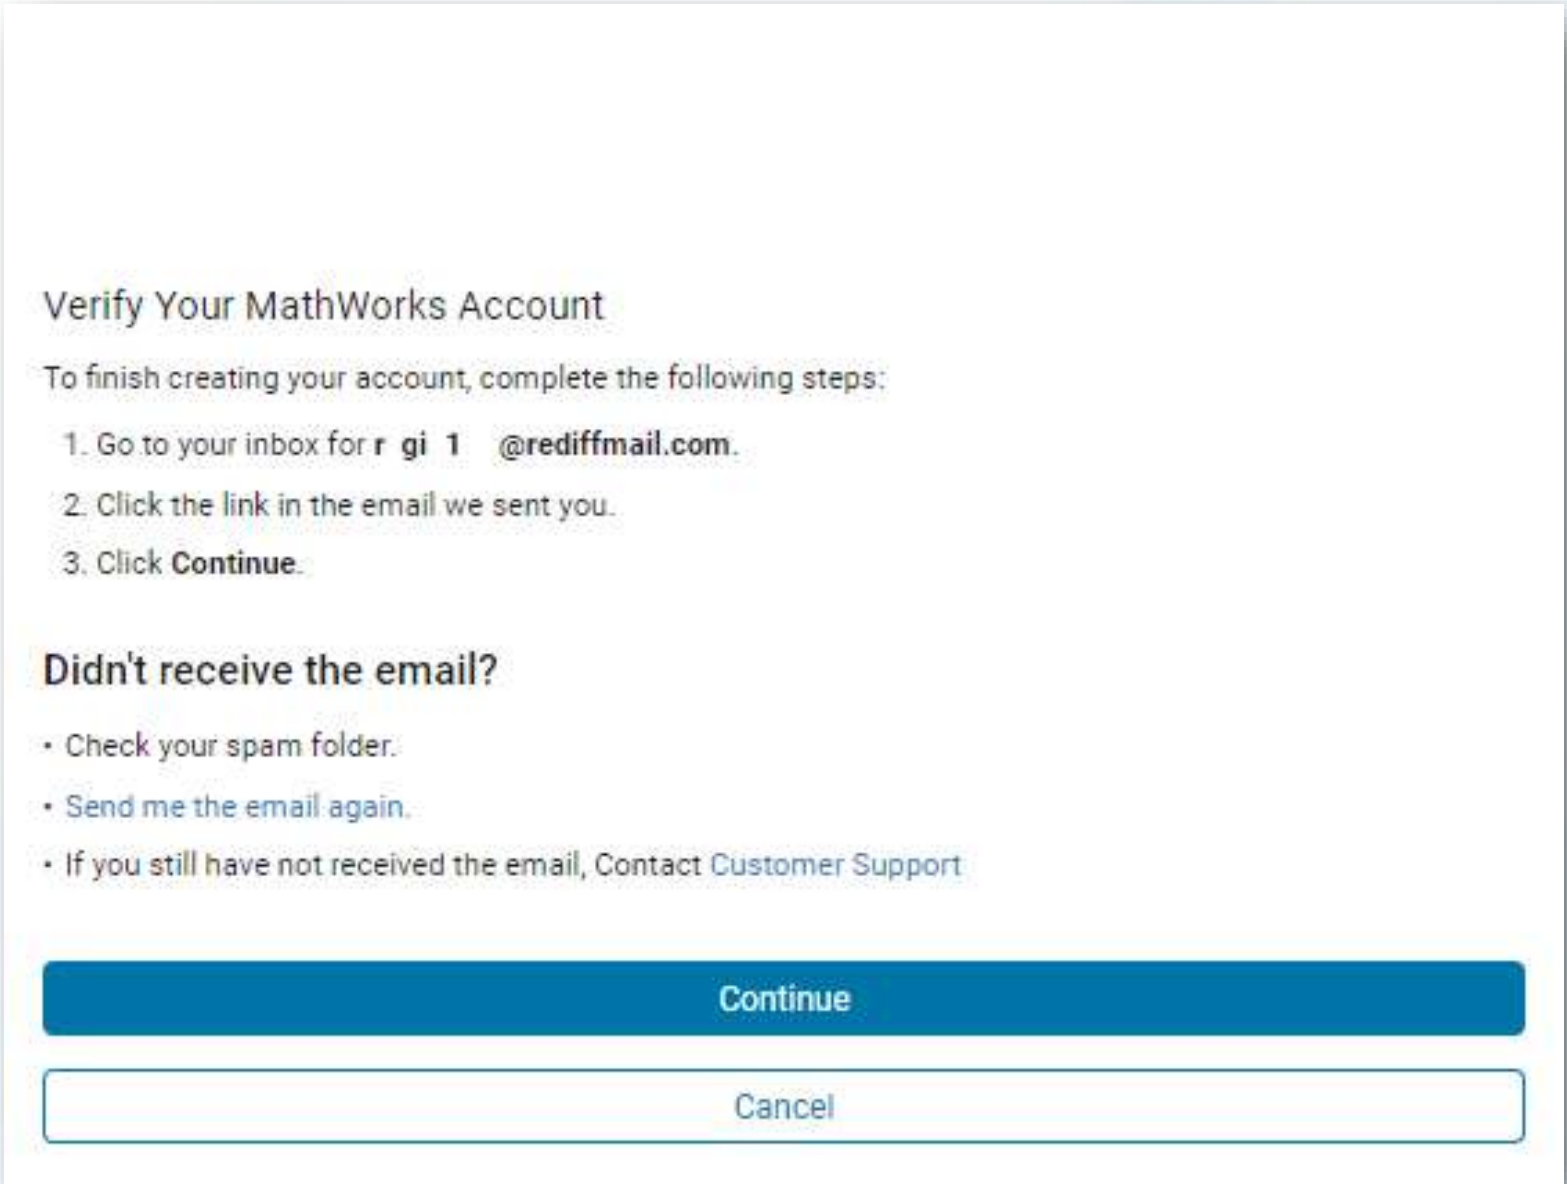 Verify Your MathWorks Account
To finish creating your account, complete the following steps:
1. Go to your inbox for r gi 1 @rediffmail.com.
2. Click the link in the email we sent you.
3. Click Continue.
Didn't receive the email?
• Check your spam folder.
• Send me the email again.
• If you still have not received the email, Contact Customer Support
Continue
Cancel